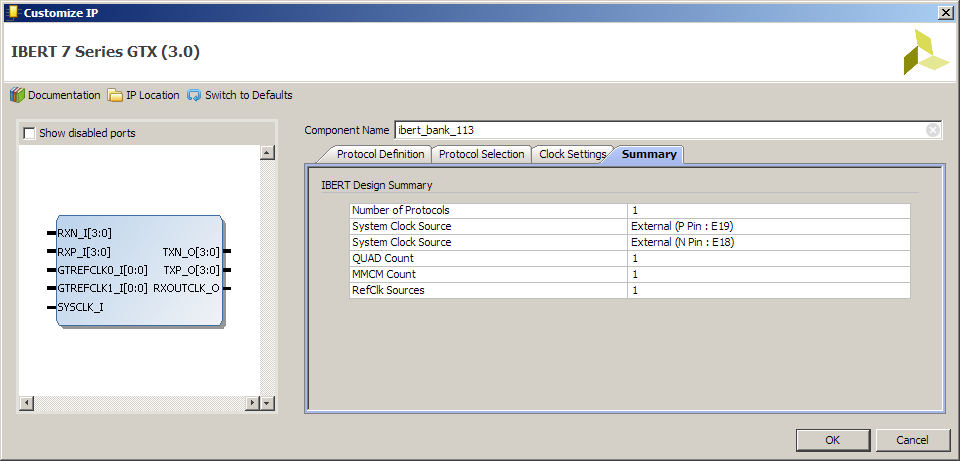 Customize IP
IBERT 7 Series GTX (3.0)
Documentation IP Location Switch to Defaults
Show disabled ports
Component Name ibert_bank_113
Protocol Definition Protocol Selection Clock Settings Summary
IBERT Design Summary
Number of Protocols 1
System Clock Source External (P Pin : E19)
System Clock Source External (N Pin : E18)
QUAD Count 1
MMCM Count 1
RefClk Sources 1
RXN_I[3:0]
RXP_I[3:0] TXN_O[3:0]
GTREFCLK0_I[0:0] TXP_O[3:0]
GTREFCLK1_I[0:0] RXOUTCLK_O
SYSCLK_I
OK Cancel